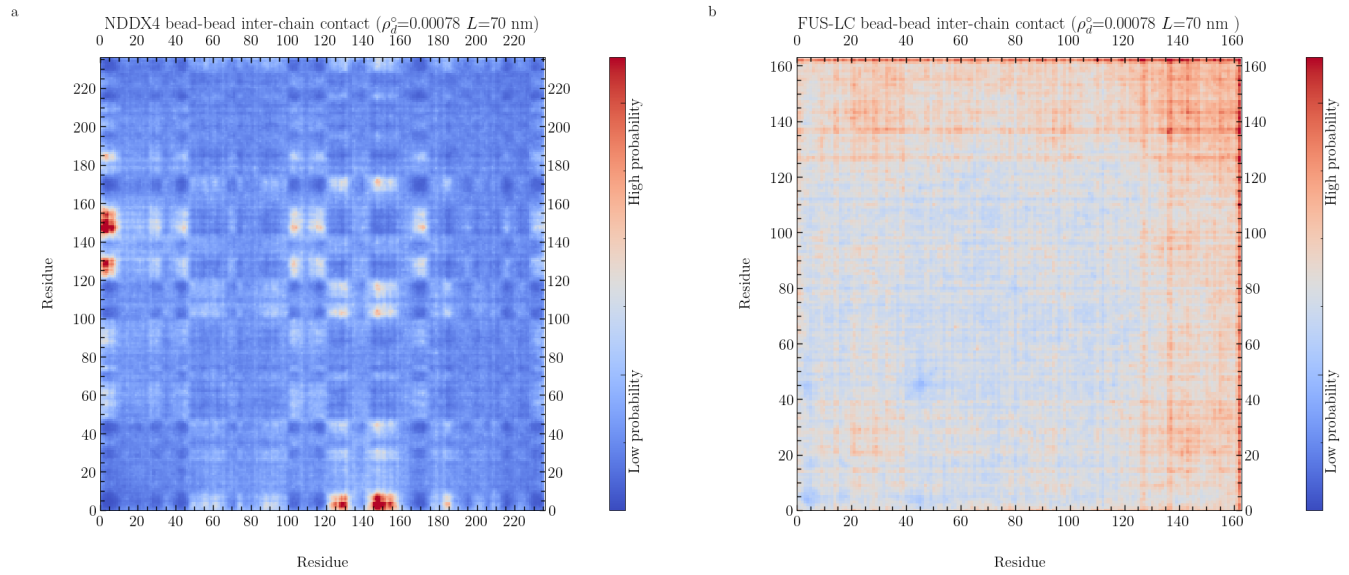 a
NDDX4 bead-bead inter-chain contact (ρ°d=0.00078 L=70 nm)
0 20 40 60 80 100 120 140 160 180 200 220
220 220
200 200
180 180
160 160
140 140
120 120
100 100
80 80
60 60
40 40
20 20
0 0
0 20 40 60 80 100 120 140 160 180 200 220
Residue
Residue
High probability
Low probability
b
FUS-LC bead-bead inter-chain contact (ρ°d=0.00078 L=70 nm )
0 20 40 60 80 100 120 140 160
160 160
140 140
120 120
100 100
80 80
60 60
40 40
20 20
0 0
0 20 40 60 80 100 120 140 160
Residue
Residue
High probability
Low probability